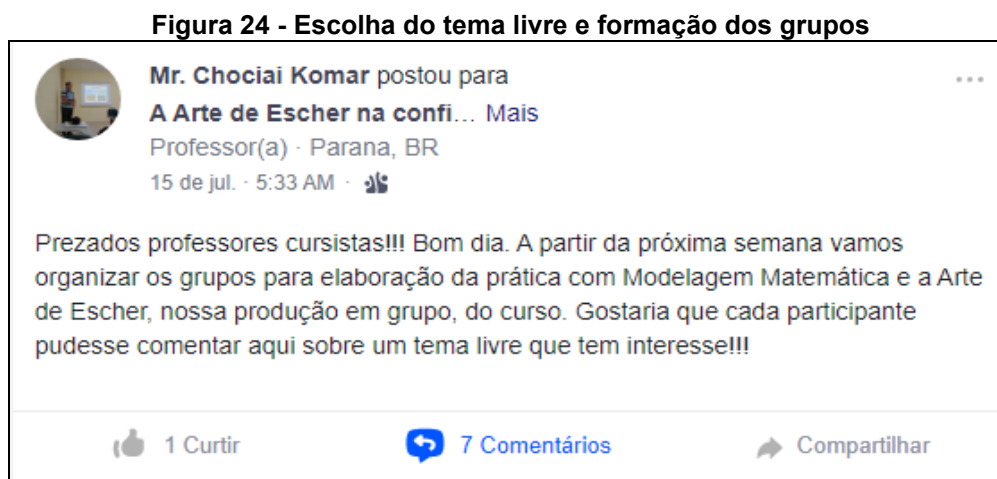 Figura 24 - Escolha do tema livre e formação dos grupos
Mr. Chociai Komar postou para
A Arte de Escher na confi... Mais
Professor(a) · Parana, BR
15 de jul. · 5:33 AM ·
Prezados professores cursistas!!! Bom dia. A partir da próxima semana vamos
organizar os grupos para elaboração da prática com Modelagem Matemática e a Arte
de Escher, nossa produção em grupo, do curso. Gostaria que cada participante
pudesse comentar aqui sobre um tema livre que tem interesse!!!
1 Curtir 7 Comentários Compartilhar